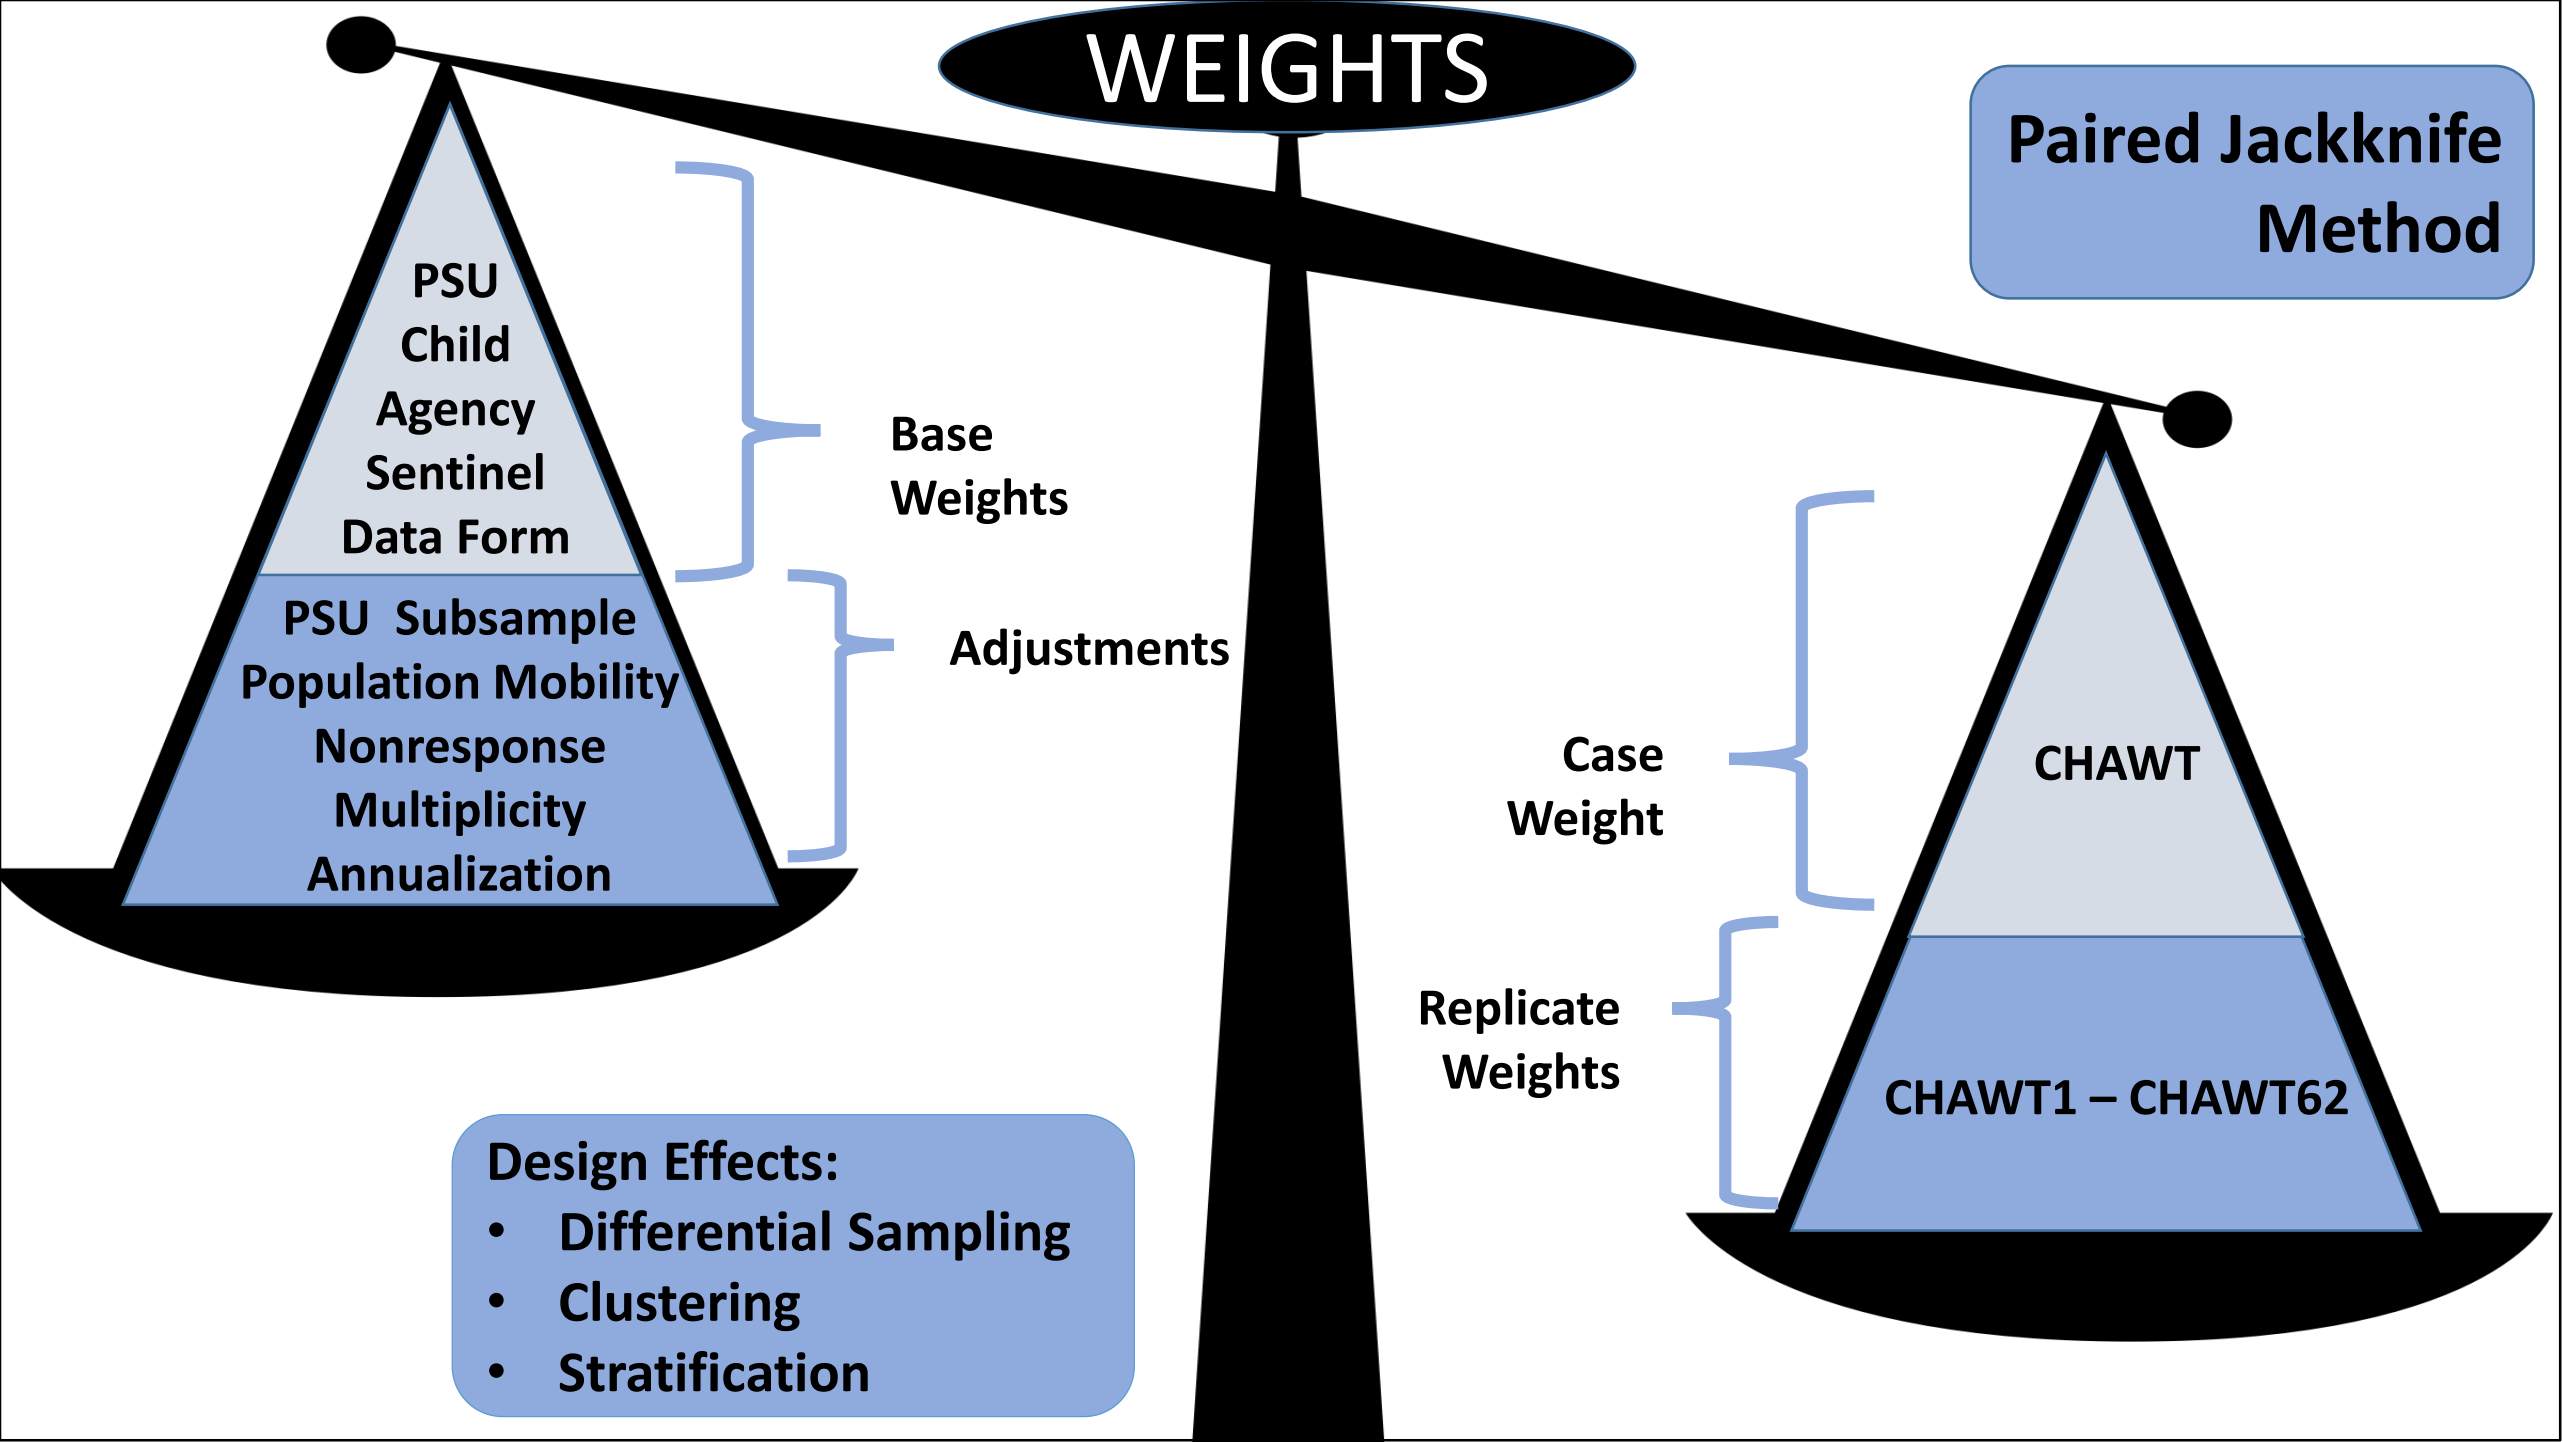 WEIGHTS
Paired Jackknife
Method
PSU
Child
Agency
Sentinel
Data Form
Base
Weights
PSU  Subsample
Population Mobility
Nonresponse
Multiplicity
Annualization
Adjustments
Case
Weight
CHAWT
Replicate
Weights
CHAWT1 – CHAWT62
Design Effects:
• Differential Sampling
• Clustering
• Stratification